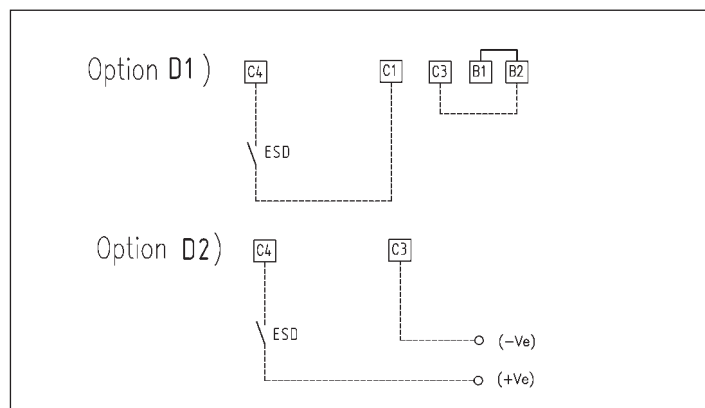 Option D1) C4 C1 C3 B1 B2
ESD
Option D2) C4 C3
ESD
(-Ve)
(+Ve)